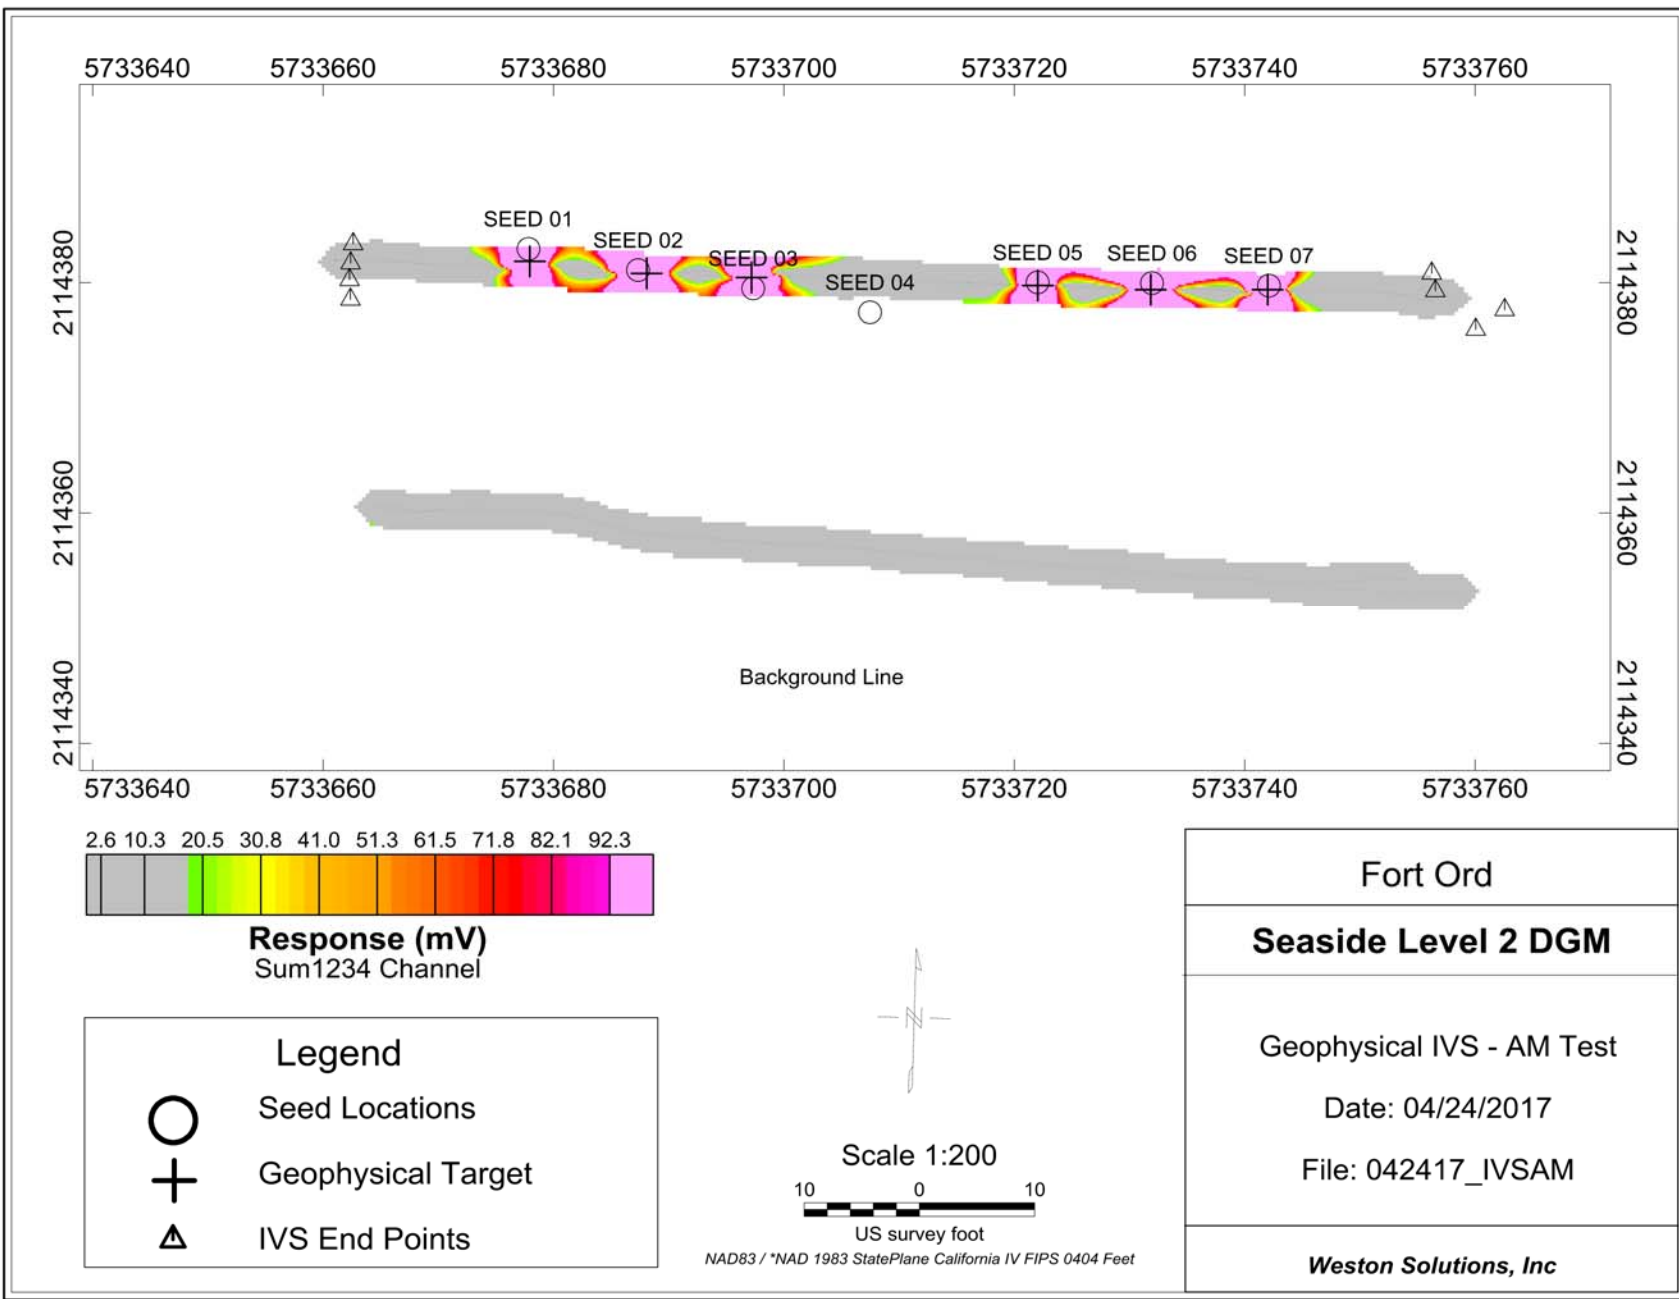 5733640 5733660 5733680 5733700 5733720 5733740 5733760
2114380
2114360
2114340
2114380
2114360
2114340
SEED 01
SEED 02
SEED 03
SEED 04
SEED 05
SEED 06
SEED 07
Background Line
5733640 5733660 5733680 5733700 5733720 5733740 5733760
2.6 10.3 20.5 30.8 41.0 51.3 61.5 71.8 82.1 92.3
Response (mV)
Sum1234 Channel
Legend
Seed Locations
Geophysical Target
IVS End Points
N
Scale 1:200
10 0 10
US survey foot
NAD83 / *NAD 1983 StatePlane California IV FIPS 0404 Feet
Fort Ord
Seaside Level 2 DGM
Geophysical IVS - AM Test
Date: 04/24/2017
File: 042417_IVSAM
Weston Solutions, Inc